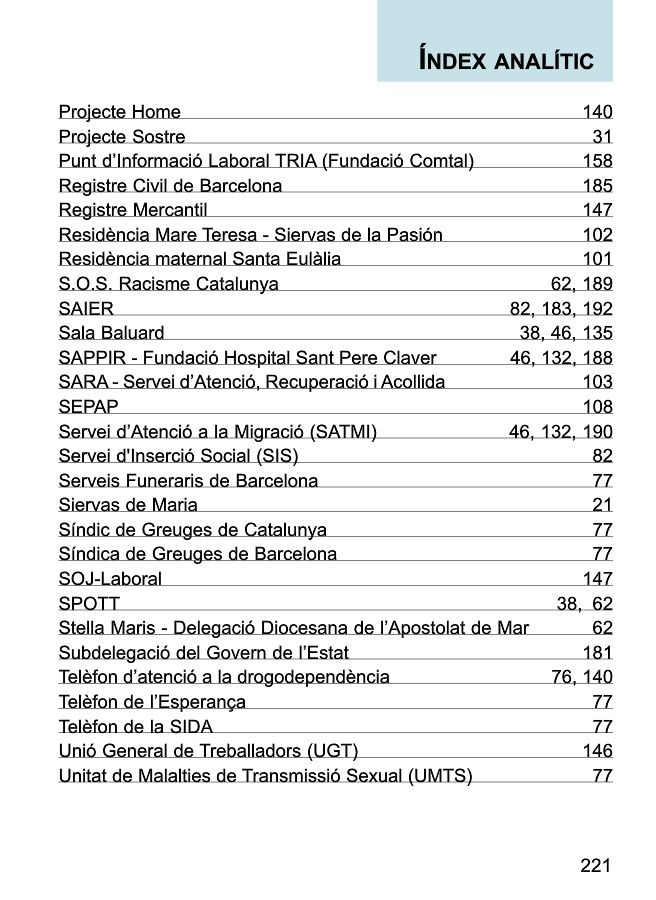 ÍNDEX ANALÍTIC
Projecte Home 140
Projecte Sostre 31
Punt d’Informació Laboral TRIA (Fundació Comtal) 158
Registre Civil de Barcelona 185
Registre Mercantil 147
Residència Mare Teresa - Siervas de la Pasión 102
Residència maternal Santa Eulàlia 101
S.O.S. Racisme Catalunya 62, 189
SAIER 82, 183, 192
Sala Baluard 38, 46, 135
SAPPIR - Fundació Hospital Sant Pere Claver 46, 132, 188
SARA - Servei d’Atenció, Recuperació i Acollida 103
SEPAP 108
Servei d’Atenció a la Migració (SATMI) 46, 132, 190
Servei d'Inserció Social (SIS) 82
Serveis Funeraris de Barcelona 77
Siervas de Maria 21
Síndic de Greuges de Catalunya 77
Síndica de Greuges de Barcelona 77
SOJ-Laboral 147
SPOTT 38, 62
Stella Maris - Delegació Diocesana de l’Apostolat de Mar 62
Subdelegació del Govern de l’Estat 181
Telèfon d’atenció a la drogodependència 76, 140
Telèfon de l’Esperança 77
Telèfon de la SIDA 77
Unió General de Treballadors (UGT) 146
Unitat de Malalties de Transmissió Sexual (UMTS) 77
221